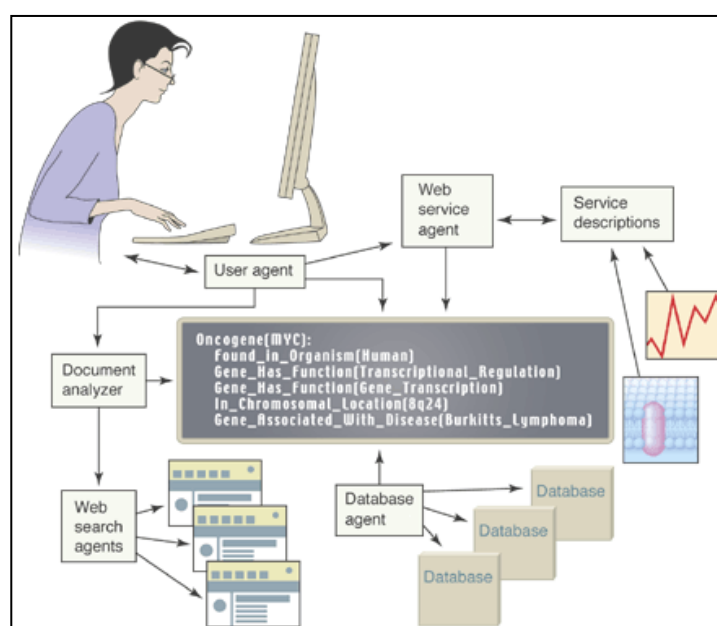 Web
service
agent
Service
descriptions
User agent
Oncogene(MYC):
Found_in_Organism(Human)
Gene_Has_Function(Transcriptional_Regulation)
Gene_Has_Function(Gene_Transcription)
In_Chromosomal_Location(8q24)
Gene_Associated_With_Disease(Burkitts_Lymphoma)
Document
analyzer
Web
search
agents
Database
agent
Database
Database
Database